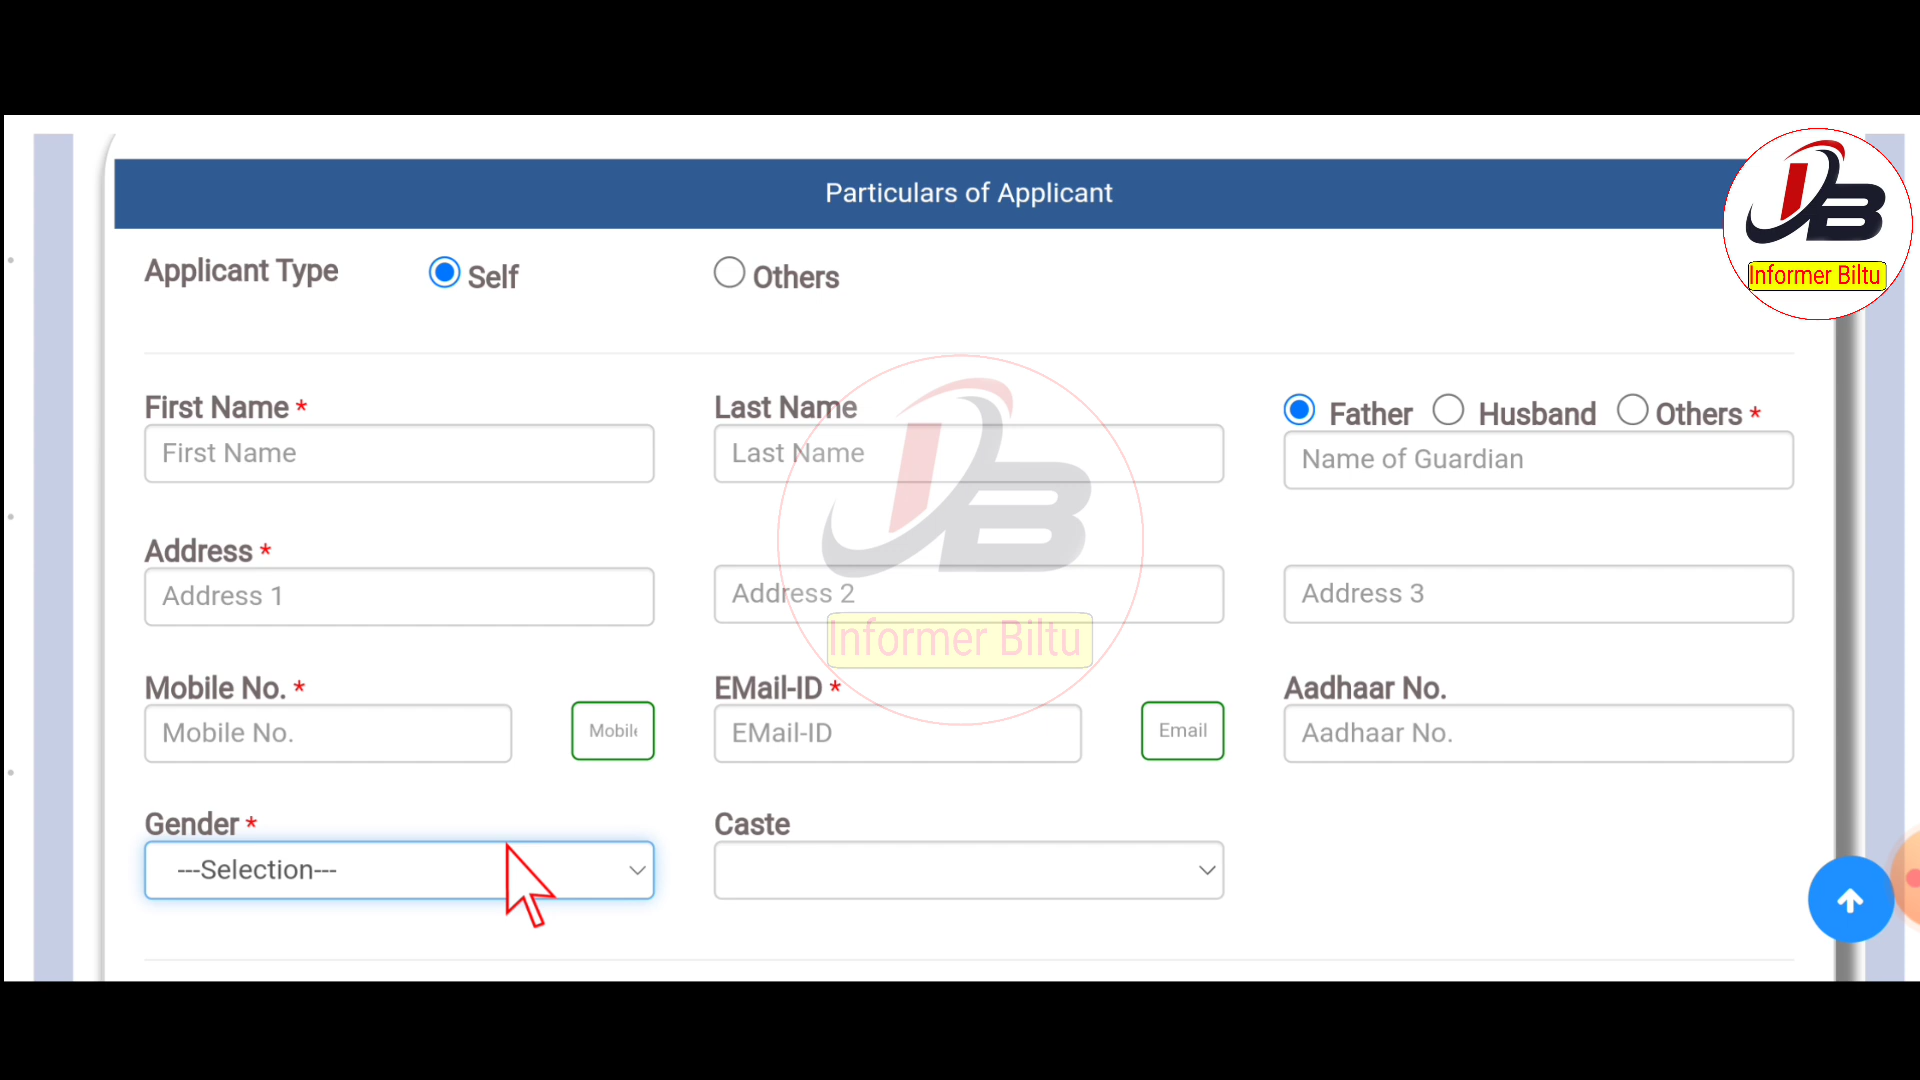 Particulars of Applicant
Informer Biltu
Applicant Type Self Others
First Name * Last Name Father Husband Others *
First Name Last Name Name of Guardian
Address *
Address 1 Address 2 Address 3
Informer Biltu
Mobile No. * EMail-ID * Aadhaar No.
Mobile No. Mobile EMail-ID Email Aadhaar No.
Gender * Caste
---Selection---